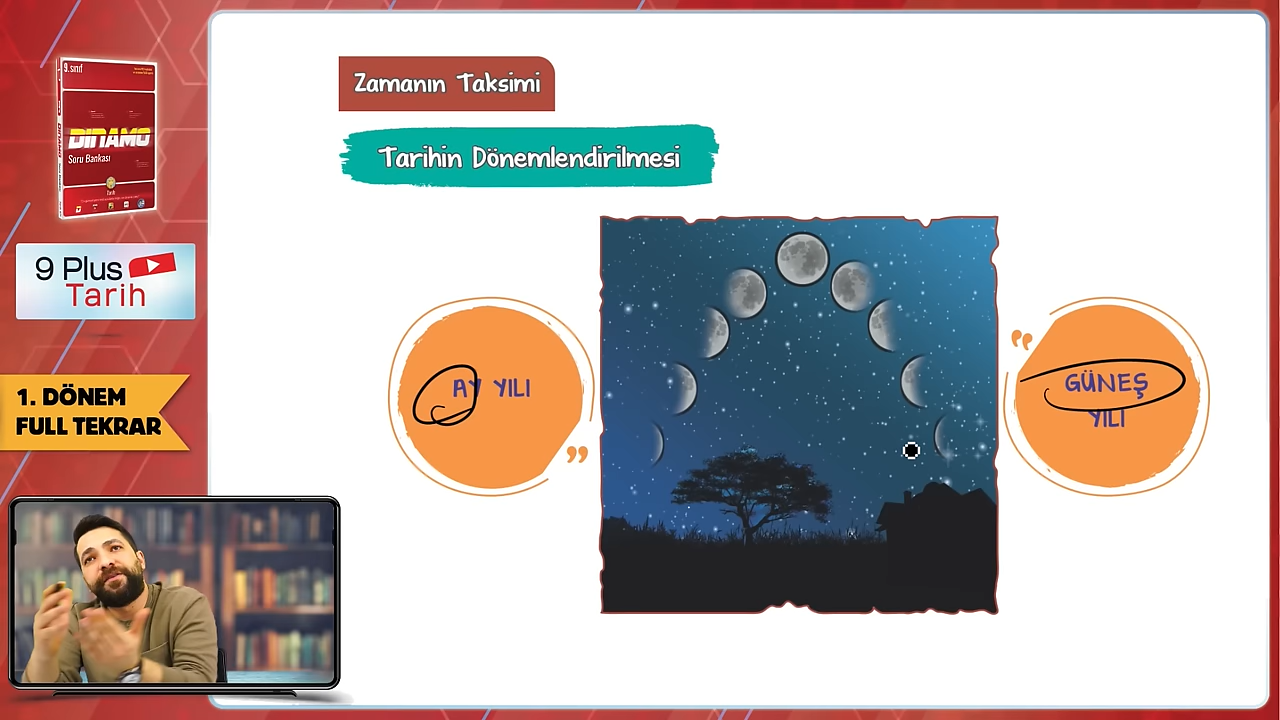 Zamanın Taksimi
Tarihin Dönemlendirilmesi
9. sınıf
DİNAMO
Soru Bankası
Tarih
9 Plus
Tarih
1. DÖNEM
FULL TEKRAR
AY YILI
GÜNEŞ
YILI